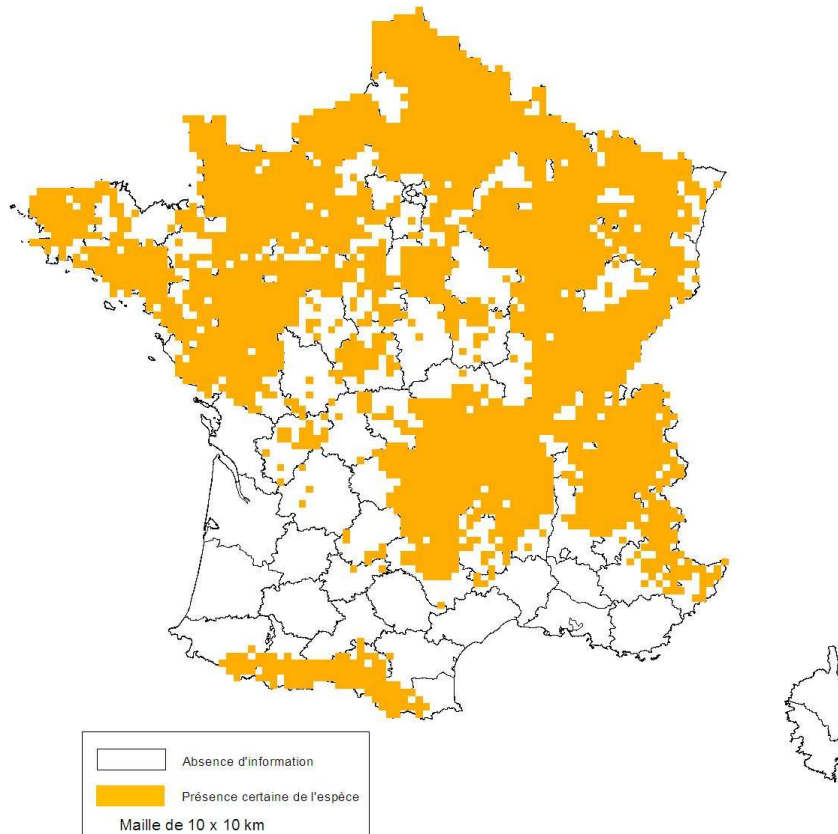 Absence d'information
Présence certaine de l'espèce
Maille de 10 x 10 km